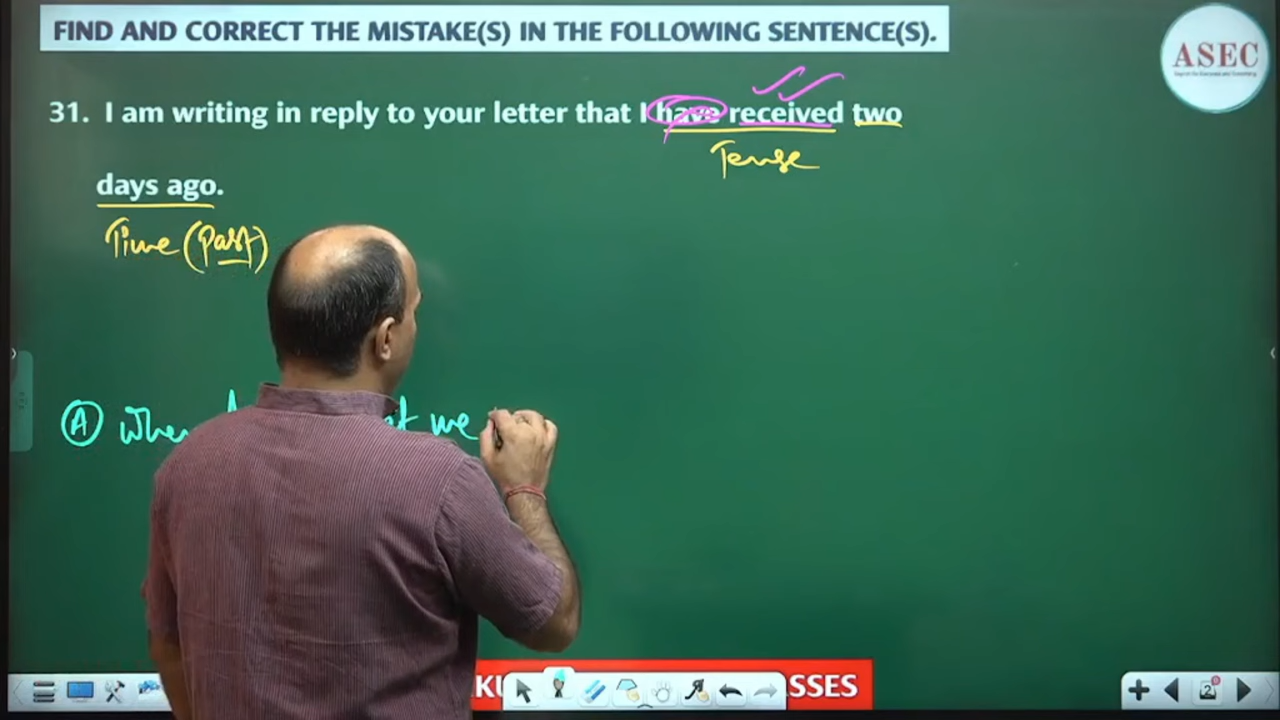 FIND AND CORRECT THE MISTAKE(S) IN THE FOLLOWING SENTENCE(S).
ASEC
31. I am writing in reply to your letter that I have received two
Tense
days ago.
Time (Past)
A
me
SSES